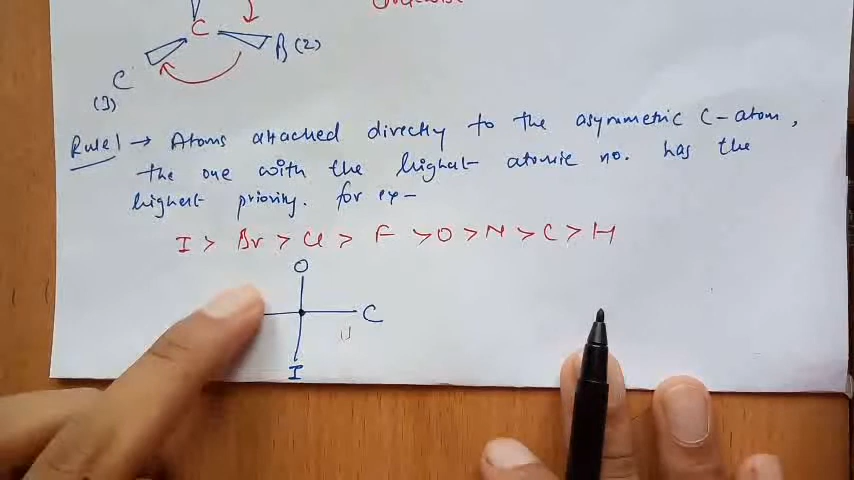 C
B (2)
C
(3)
Rule 1 → Atoms attached directly to the asymmetric C-atom,
the one with the highest atomic no. has the
highest priority. for ex-
I > Br > Cl > F > O > N > C > H
O
C
I